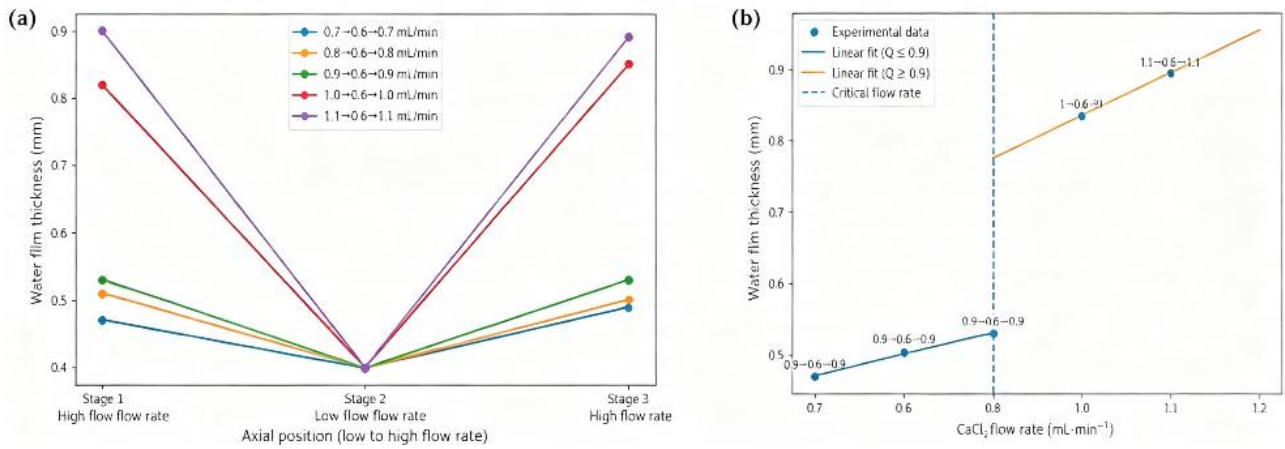 (a)
0.9
0.8
0.7
0.6
0.5
0.4
Water film thickness (mm)
0.7→0.6→0.7 mL/min
0.8→0.6→0.8 mL/min
0.9→0.6→0.9 mL/min
1.0→0.6→1.0 mL/min
1.1→0.6→1.1 mL/min
Stage 1
High flow flow rate
Stage 2
Low flow flow rate
Stage 3
High flow rate
Axial position (low to high flow rate)
(b)
0.9
0.8
0.7
0.6
0.5
Water film thickness (mm)
Experimental data
Linear fit (Q ≤ 0.9)
Linear fit (Q ≥ 0.9)
Critical flow rate
1.1→0.6→1.1
0.9→0.6→0.9
0.9→0.6→0.9
0.9→0.6→0.9
0.7
0.6
0.8
1.0
1.1
1.2
CaCl₂ flow rate (mL·min⁻¹)